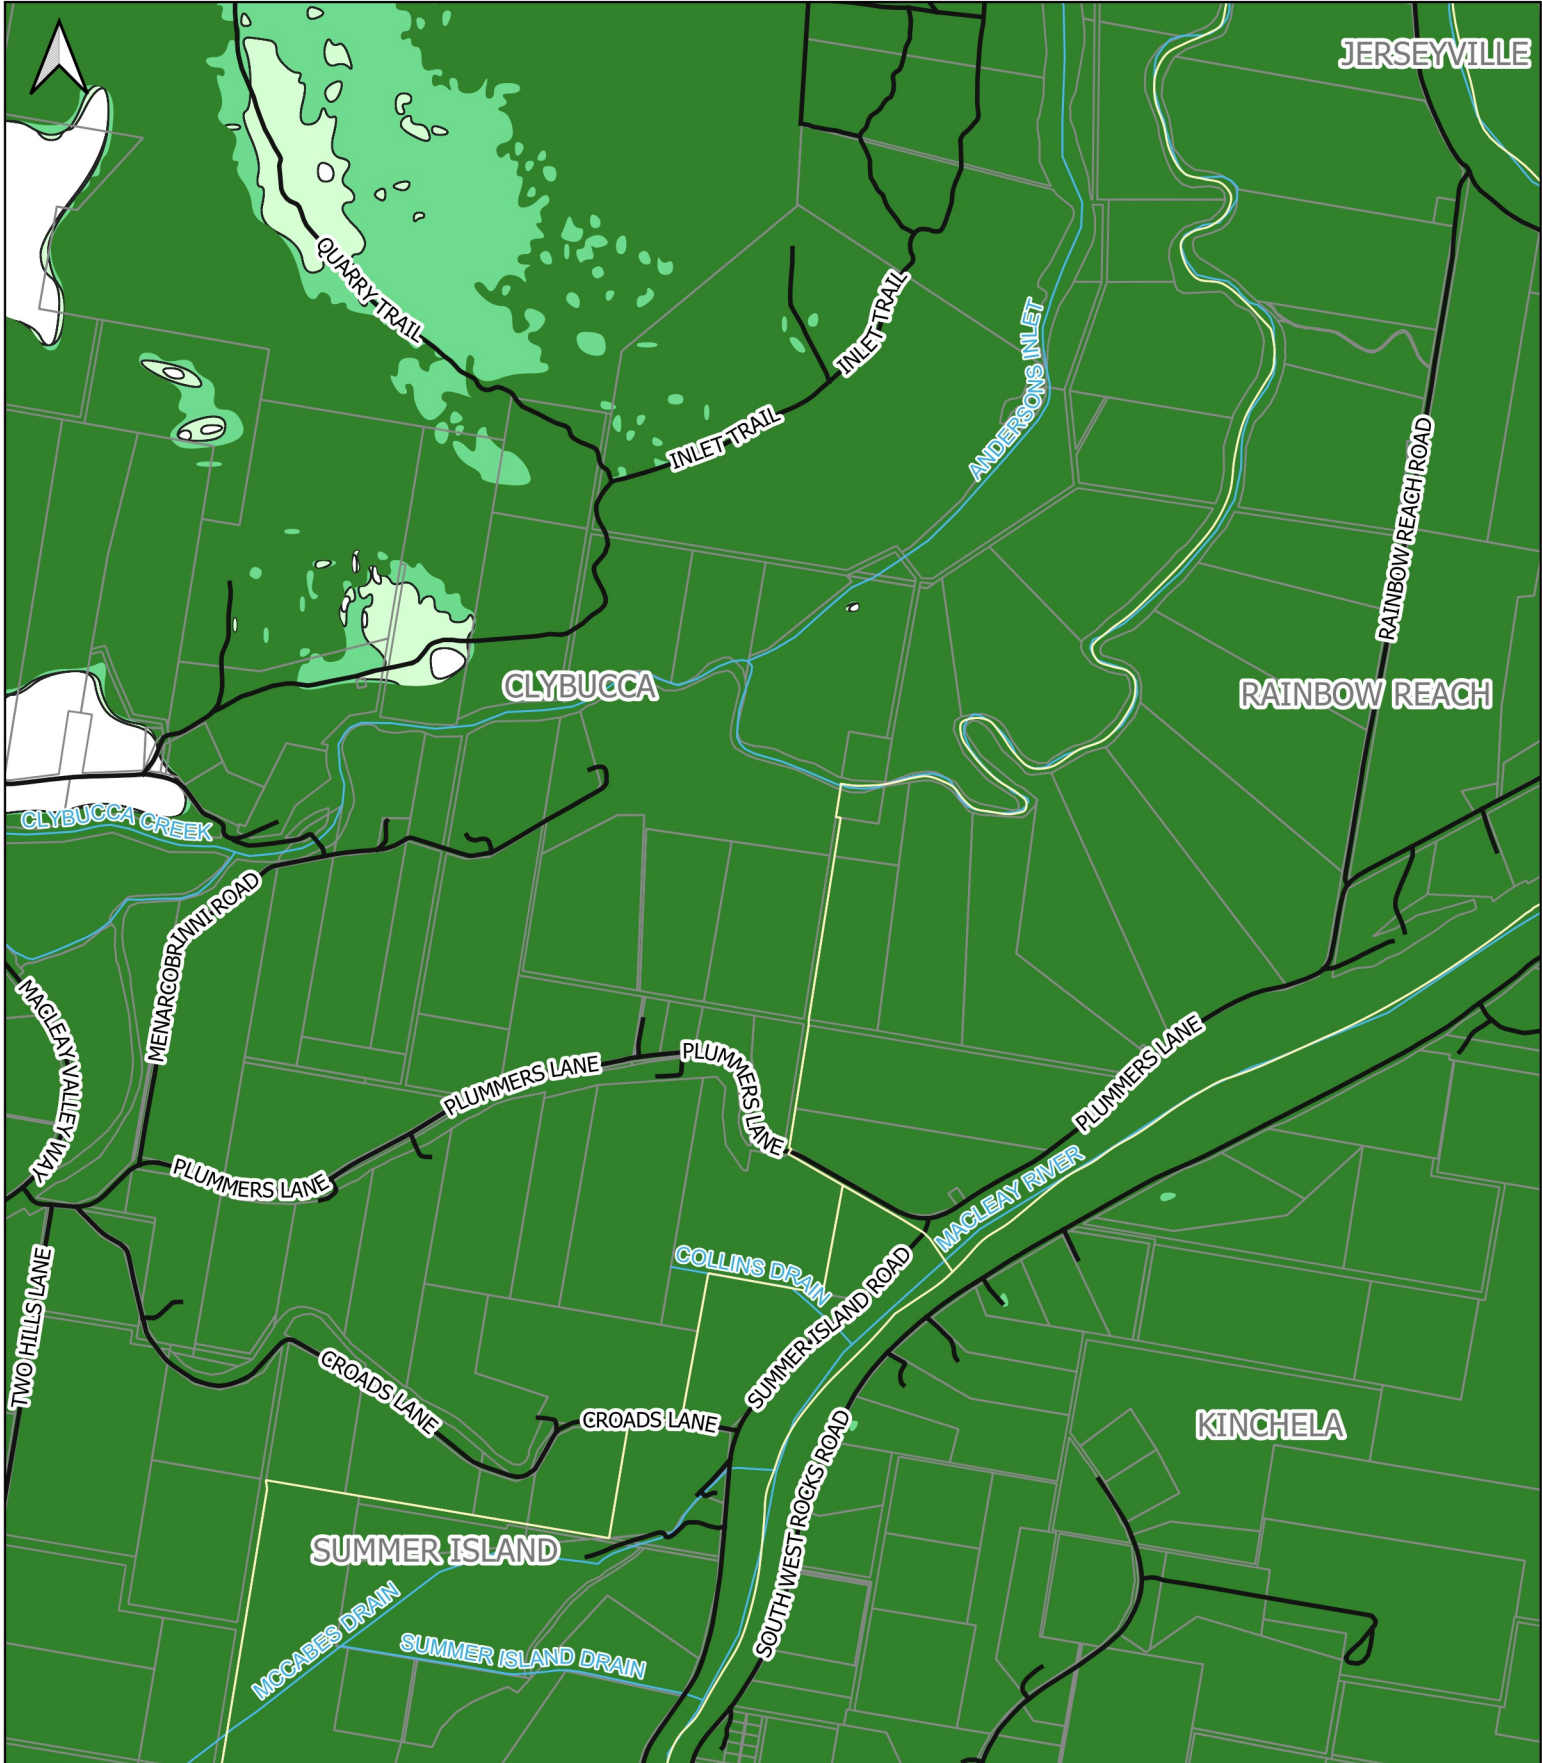 JERSEYVILLE
QUARRY TRAIL
INLET TRAIL
ANDERSONS INLET
INLET TRAIL
RAINBOW REACH ROAD
CLYBUCCA
RAINBOW REACH
CLYBUCCA CREEK
MENARCOBRINNI ROAD
MACLEAY VALLEY WAY
PLUMMERS LANE
PLUMMERS LANE
PLUMMERS LANE
PLUMMERS LANE
MACLEAY RIVER
COLLINS DRAIN
SUMMER ISLAND ROAD
TWO HILLS LANE
CROADS LANE
CROADS LANE
SOUTH WEST ROCKS ROAD
KINCHELA
SUMMER ISLAND
MCCABES DRAIN
SUMMER ISLAND DRAIN